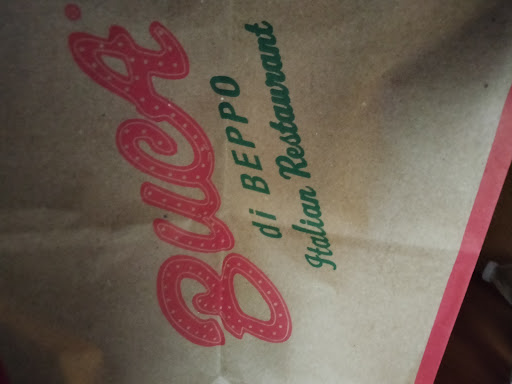 BUCA®
di BEPPO
Italian Restaurant